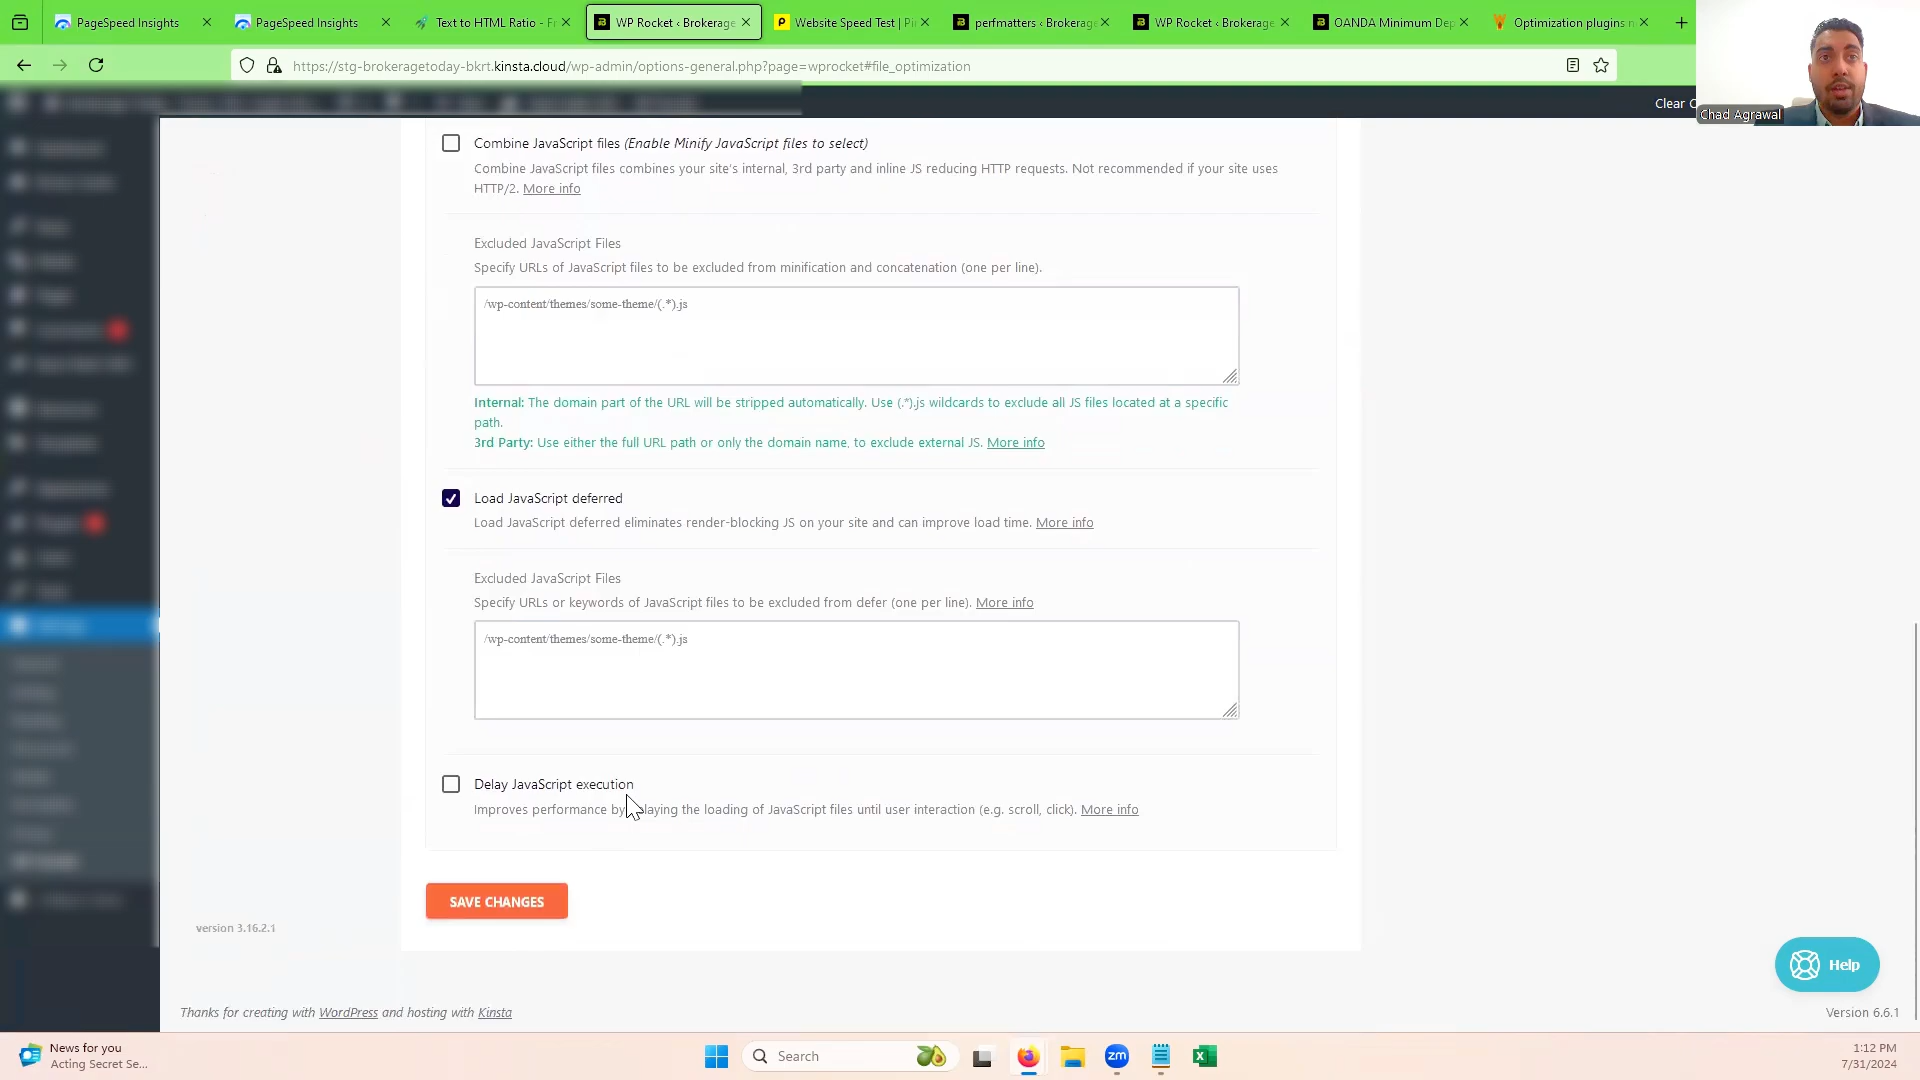 PageSpeed Insights
PageSpeed Insights
Text to HTML Ratio - F
WP Rocket ‹ Brokerage
Website Speed Test | Pi
perfmatters ‹ Brokerage
WP Rocket ‹ Brokerage
OANDA Minimum Dep
Optimization plugins
https://stg-brokeragetoday-bkrt.kinsta.cloud/wp-admin/options-general.php?page=wprocket#file_optimization
Clear C
Chad Agrawal
Combine JavaScript files (Enable Minify JavaScript files to select)
Combine JavaScript files combines your site's internal, 3rd party and inline JS reducing HTTP requests. Not recommended if your site uses
HTTP/2. More info
Excluded JavaScript Files
Specify URLs of JavaScript files to be excluded from minification and concatenation (one per line).
/wp-content/themes/some-theme/(.*).js
Internal: The domain part of the URL will be stripped automatically. Use (.*).js wildcards to exclude all JS files located at a specific
path.
3rd Party: Use either the full URL path or only the domain name, to exclude external JS. More info
Load JavaScript deferred
Load JavaScript deferred eliminates render-blocking JS on your site and can improve load time. More info
Excluded JavaScript Files
Specify URLs or keywords of JavaScript files to be excluded from defer (one per line). More info
/wp-content/themes/some-theme/(.*).js
Delay JavaScript execution
Improves performance by laying the loading of JavaScript files until user interaction (e.g. scroll, click). More info
SAVE CHANGES
version 3.16.2.1
Help
Thanks for creating with WordPress and hosting with Kinsta
Version 6.6.1
News for you
Acting Secret Se...
Search
zm
1:12 PM
7/31/2024